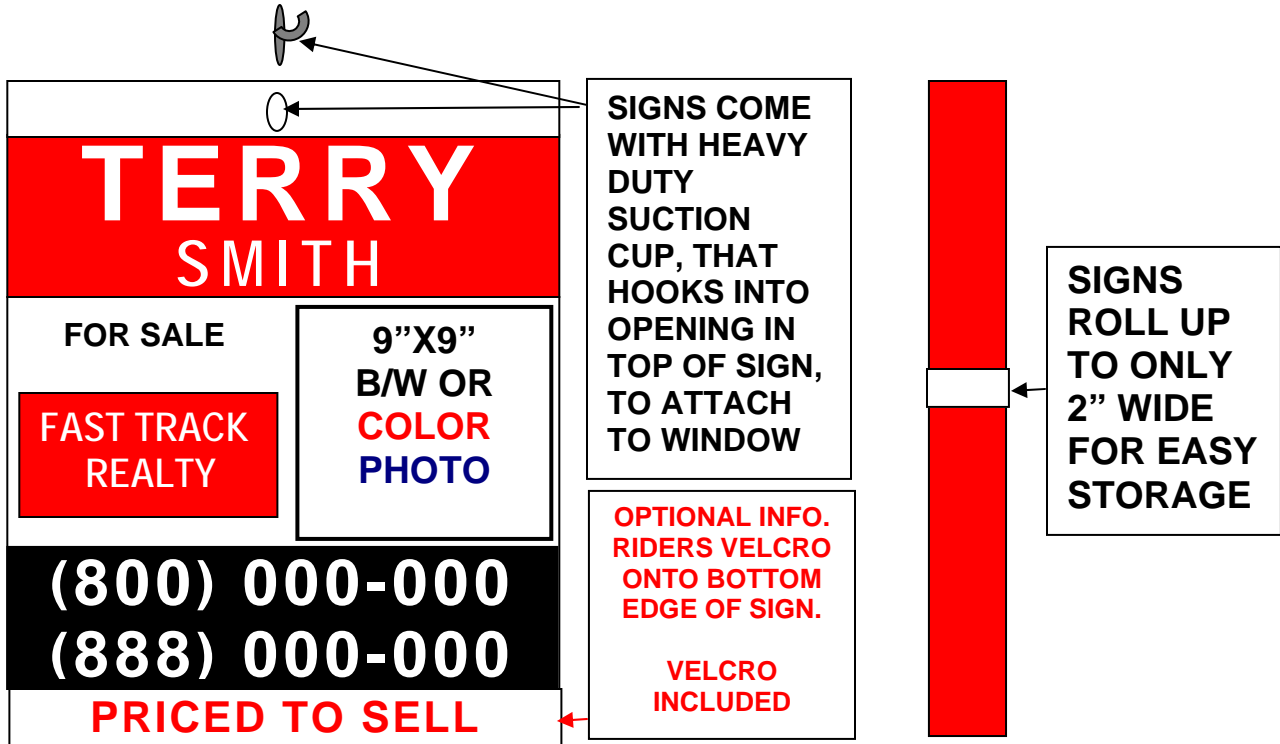 TERRY
SMITH
FOR SALE
FAST TRACK
REALTY
9”X9”
B/W OR
COLOR
PHOTO
(800) 000-000
(888) 000-000
PRICED TO SELL
SIGNS COME
WITH HEAVY
DUTY
SUCTION
CUP, THAT
HOOKS INTO
OPENING IN
TOP OF SIGN,
TO ATTACH
TO WINDOW
OPTIONAL INFO.
RIDERS VELCRO
ONTO BOTTOM
EDGE OF SIGN.
VELCRO
INCLUDED
SIGNS
ROLL UP
TO ONLY
2” WIDE
FOR EASY
STORAGE